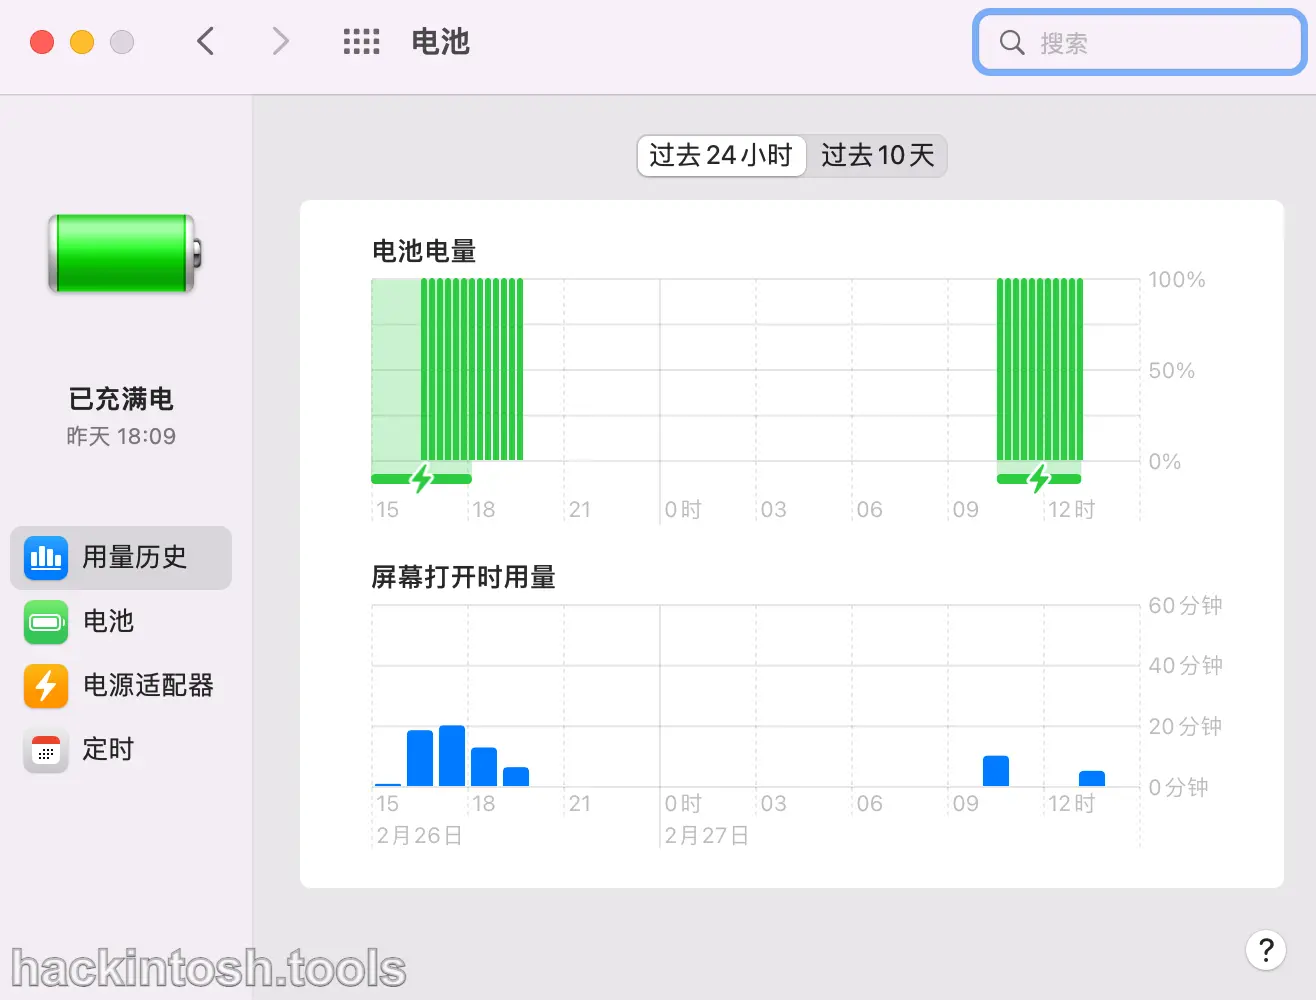 电池
搜索
过去24小时
过去10天
已充满电
昨天 18:09
用量历史
电池
电源适配器
定时
电池电量
100%
50%
0%
15 18 21 0时 03 06 09 12时
屏幕打开时用量
60分钟
40分钟
20分钟
0分钟
15 18 21 0时 03 06 09 12时
2月26日 2月27日
?
hackintosh.tools